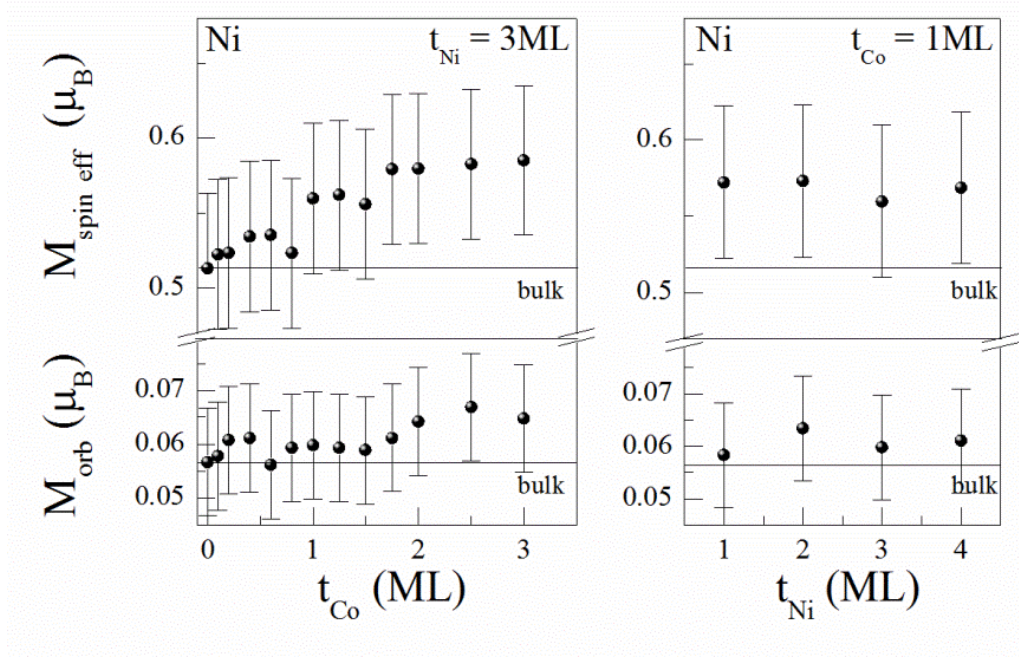 Ni t_Ni = 3ML
M_spin eff (μ_B)
0.6
0.5
bulk
M_orb (μ_B)
0.07
0.06
0.05
bulk
0 1 2 3
t_Co (ML)
Ni t_Co = 1ML
0.6
0.5
bulk
0.07
0.06
0.05
bulk
1 2 3 4
t_Ni (ML)